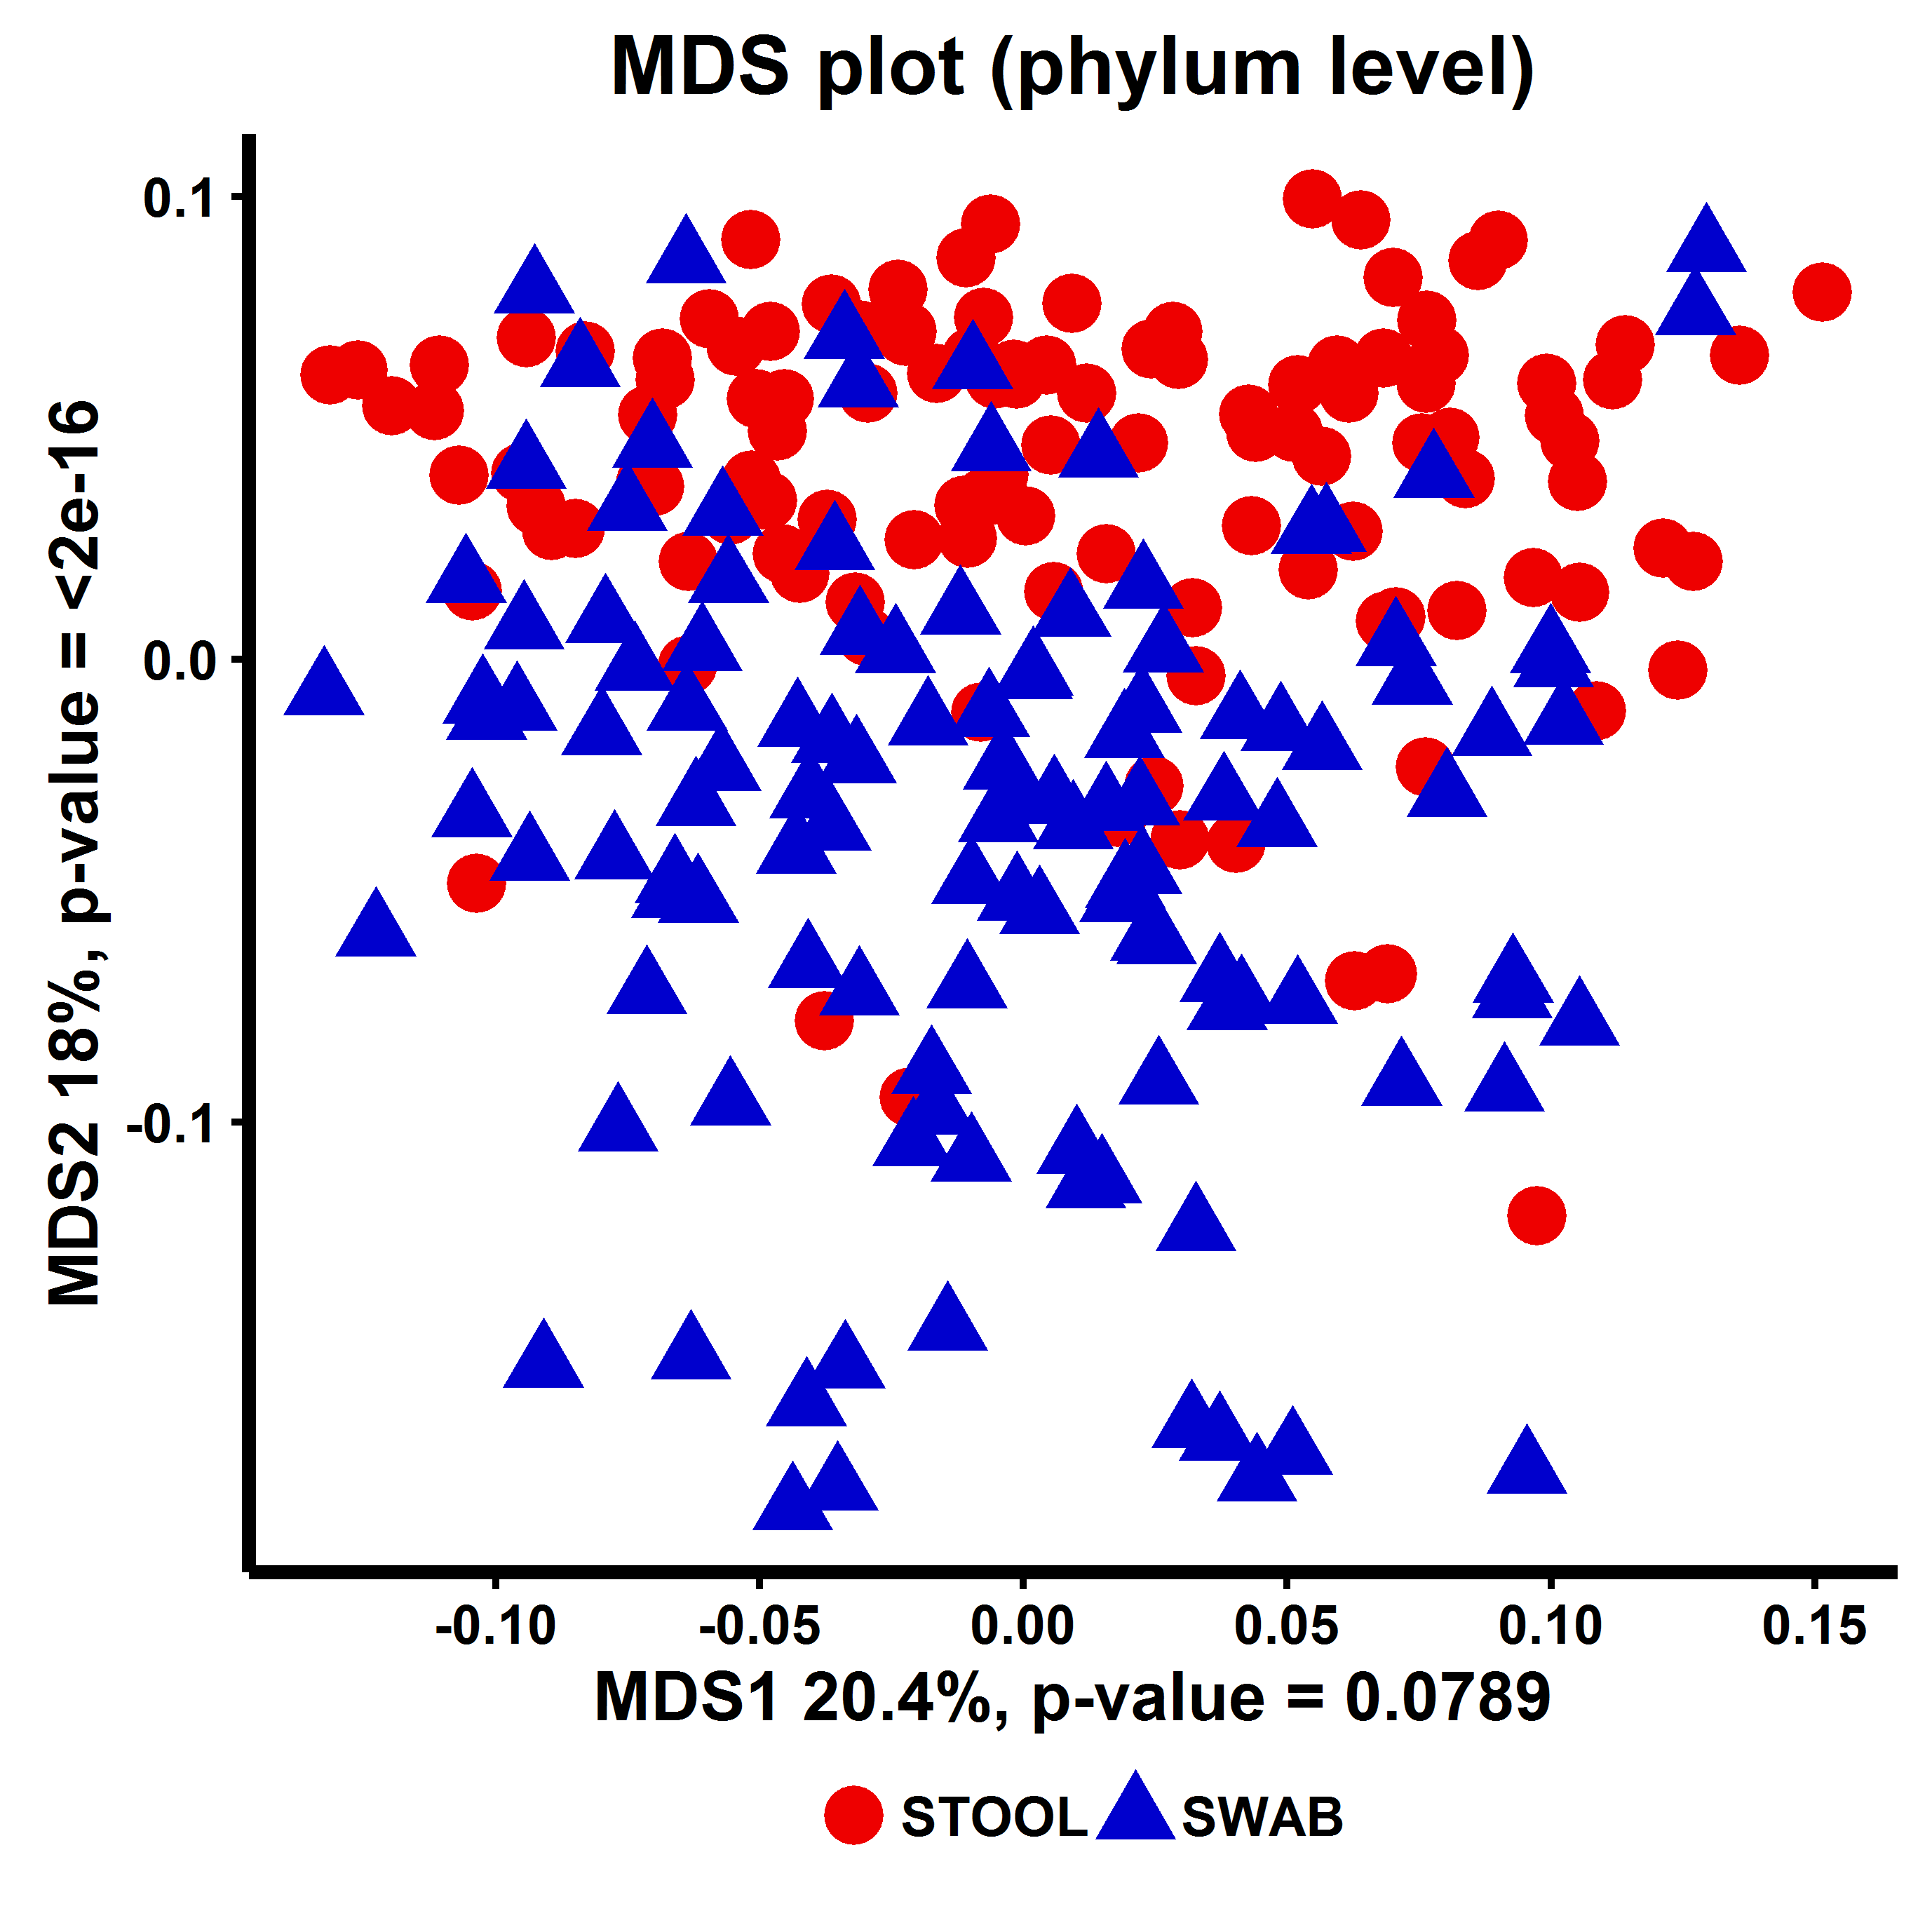 MDS plot (phylum level)
MDS2 18%, p-value = <2e-16
0.1
0.0
-0.1
-0.10 -0.05 0.00 0.05 0.10 0.15
MDS1 20.4%, p-value = 0.0789
STOOL SWAB